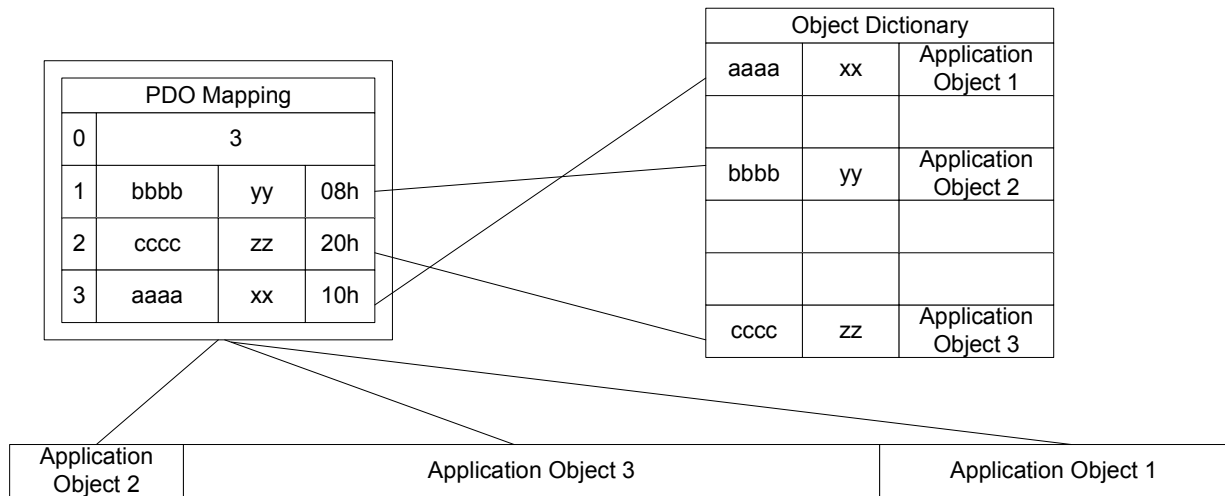 Object Dictionary
aaaa xx Application
Object 1
bbbb yy Application
Object 2
cccc zz Application
Object 3
PDO Mapping
0 3
1 bbbb yy 08h
2 cccc zz 20h
3 aaaa xx 10h
Application
Object 2
Application Object 3
Application Object 1